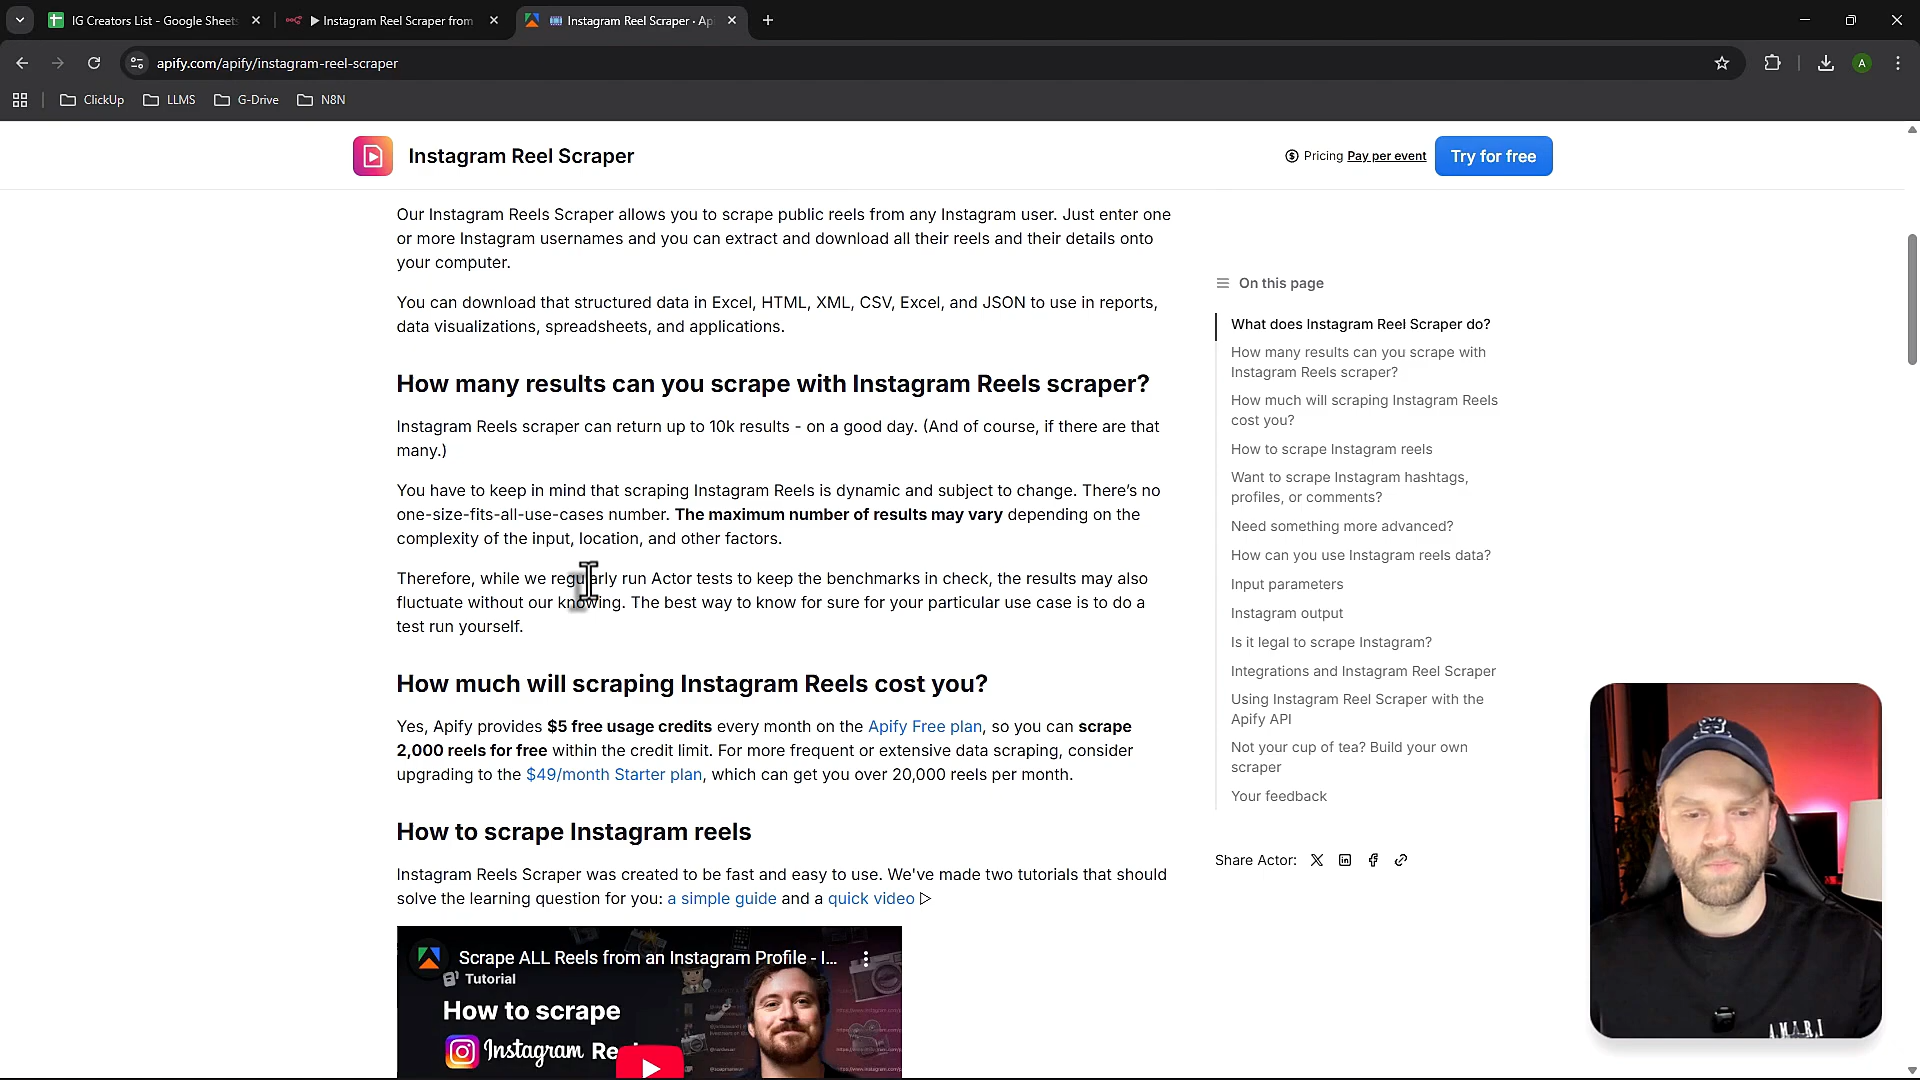 IG Creators List - Google Sheets
Instagram Reel Scraper from
Instagram Reel Scraper · Ap
apify.com/apify/instagram-reel-scraper
A
ClickUp
LLMS
G-Drive
N8N
Instagram Reel Scraper
Pricing Pay per event
Try for free
Our Instagram Reels Scraper allows you to scrape public reels from any Instagram user. Just enter one
or more Instagram usernames and you can extract and download all their reels and their details onto
your computer.
You can download that structured data in Excel, HTML, XML, CSV, Excel, and JSON to use in reports,
data visualizations, spreadsheets, and applications.
How many results can you scrape with Instagram Reels scraper?
Instagram Reels scraper can return up to 10k results - on a good day. (And of course, if there are that
many.)
You have to keep in mind that scraping Instagram Reels is dynamic and subject to change. There's no
one-size-fits-all-use-cases number. The maximum number of results may vary depending on the
complexity of the input, location, and other factors.
Therefore, while we regularly run Actor tests to keep the benchmarks in check, the results may also
fluctuate without our knowing. The best way to know for sure for your particular use case is to do a
test run yourself.
How much will scraping Instagram Reels cost you?
Yes, Apify provides $5 free usage credits every month on the Apify Free plan, so you can scrape
2,000 reels for free within the credit limit. For more frequent or extensive data scraping, consider
upgrading to the $49/month Starter plan, which can get you over 20,000 reels per month.
How to scrape Instagram reels
Instagram Reels Scraper was created to be fast and easy to use. We've made two tutorials that should
solve the learning question for you: a simple guide and a quick video
Scrape ALL Reels from an Instagram Profile - I...
Tutorial
How to scrape
Instagram Re
On this page
What does Instagram Reel Scraper do?
How many results can you scrape with
Instagram Reels scraper?
How much will scraping Instagram Reels
cost you?
How to scrape Instagram reels
Want to scrape Instagram hashtags,
profiles, or comments?
Need something more advanced?
How can you use Instagram reels data?
Input parameters
Instagram output
Is it legal to scrape Instagram?
Integrations and Instagram Reel Scraper
Using Instagram Reel Scraper with the
Apify API
Not your cup of tea? Build your own
scraper
Your feedback
Share Actor: